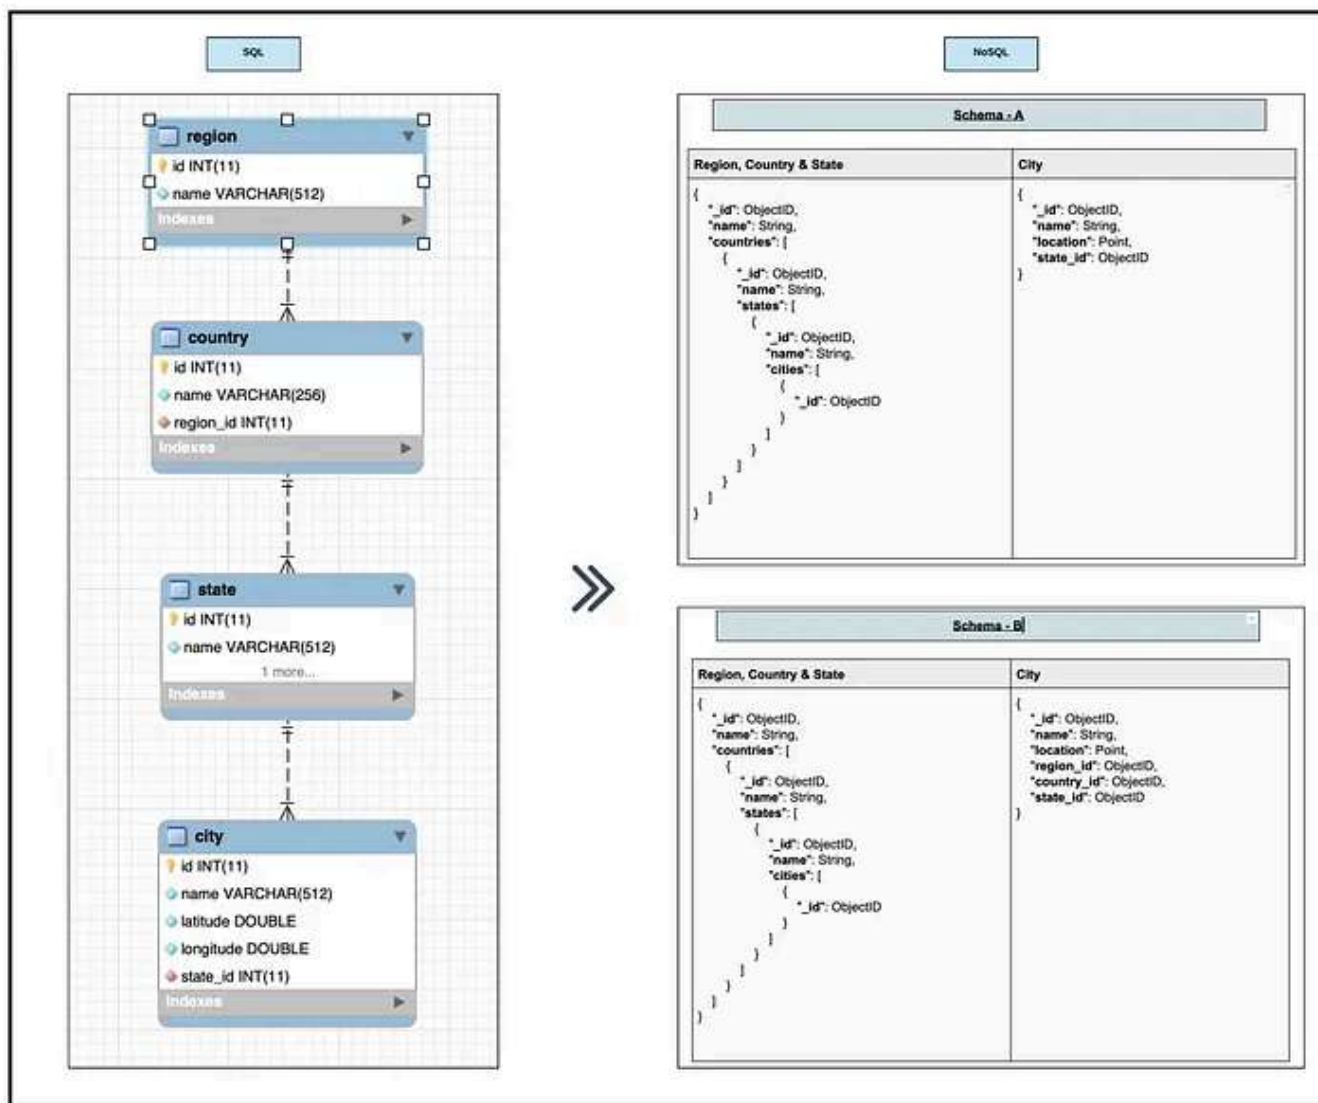 SQL
region
id INT(11)
name VARCHAR(512)
Indexes
country
id INT(11)
name VARCHAR(256)
region_id INT(11)
Indexes
state
id INT(11)
name VARCHAR(512)
1 more...
Indexes
city
id INT(11)
name VARCHAR(512)
latitude DOUBLE
longitude DOUBLE
state_id INT(11)
Indexes
NoSQL
Schema - A
Region, Country & State
{
"_id": ObjectID,
"name": String,
"countries": [
{
"_id": ObjectID,
"name": String,
"states": [
{
"_id": ObjectID,
"name": String,
"cities": [
{
"_id": ObjectID
}
]
}
]
}
]
}
City
{
"_id": ObjectID,
"name": String,
"location": Point,
"state_id": ObjectID
}
Schema - B
Region, Country & State
{
"_id": ObjectID,
"name": String,
"countries": [
{
"_id": ObjectID,
"name": String,
"states": [
{
"_id": ObjectID,
"name": String,
"cities": [
{
"_id": ObjectID
}
]
}
]
}
]
}
City
{
"_id": ObjectID,
"name": String,
"location": Point,
"region_id": ObjectID,
"country_id": ObjectID,
"state_id": ObjectID
}